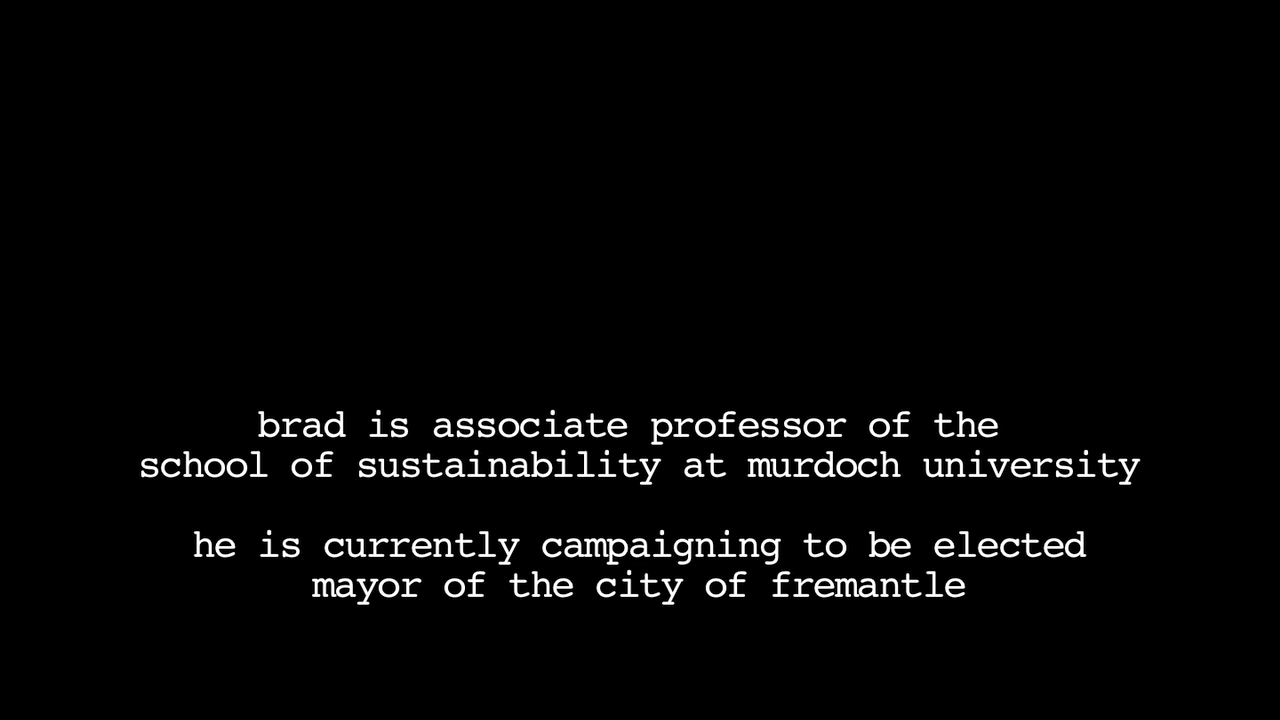 brad is associate professor of the
school of sustainability at murdoch university
he is currently campaigning to be elected
mayor of the city of fremantle